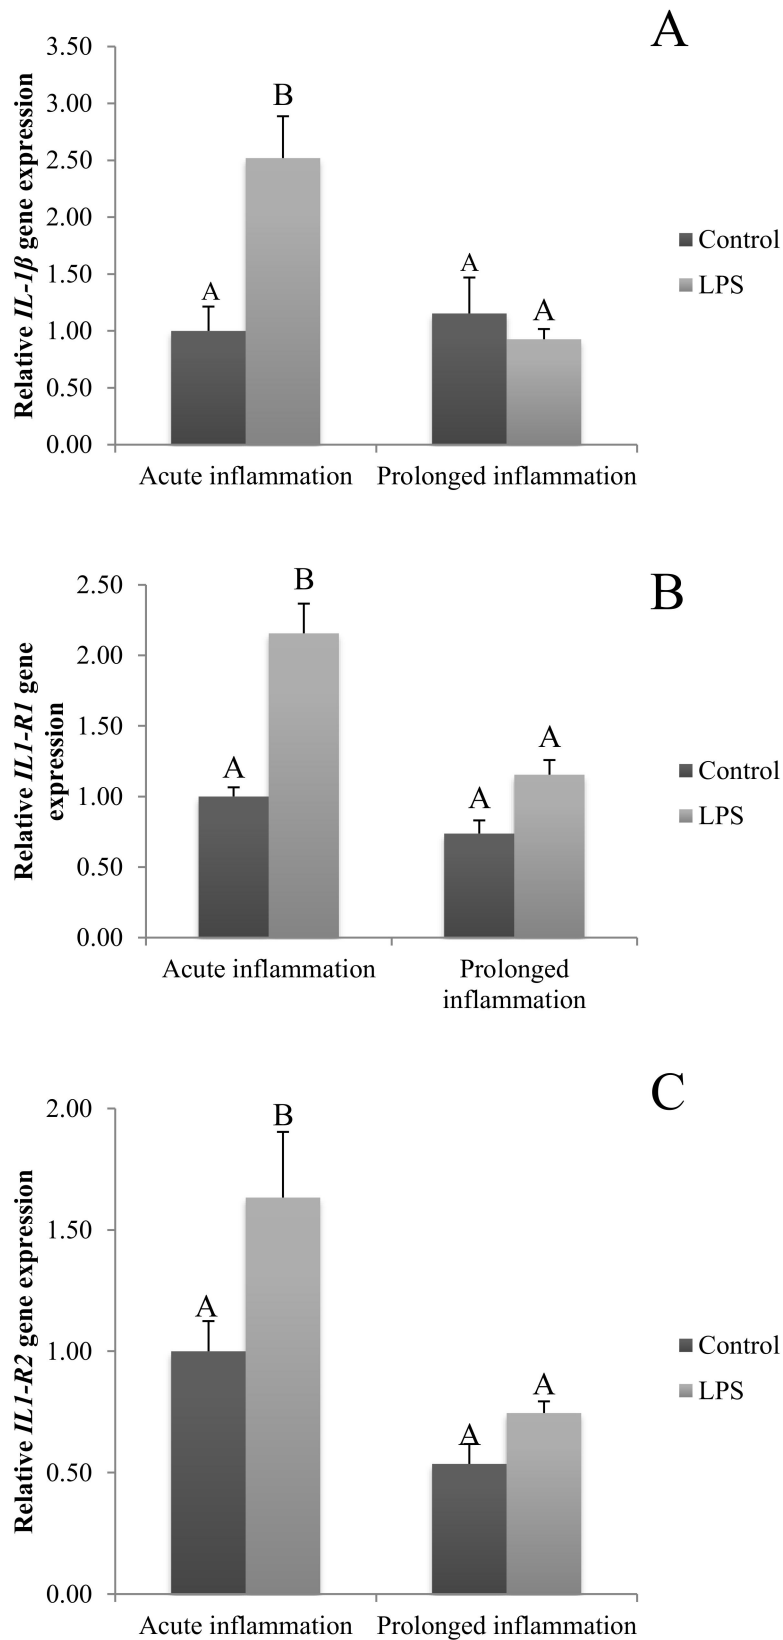 A
3.50
3.00
2.50
2.00
1.50
1.00
0.50
0.00
Relative IL-1β gene expression
A
B
A
A
Control
LPS
Acute inflammation
Prolonged inflammation
B
2.50
2.00
1.50
1.00
0.50
0.00
Relative IL1-R1 gene
expression
A
B
A
A
Control
LPS
Acute inflammation
Prolonged
inflammation
C
2.00
1.50
1.00
0.50
0.00
Relative IL1-R2 gene expression
A
B
A
A
Control
LPS
Acute inflammation
Prolonged inflammation